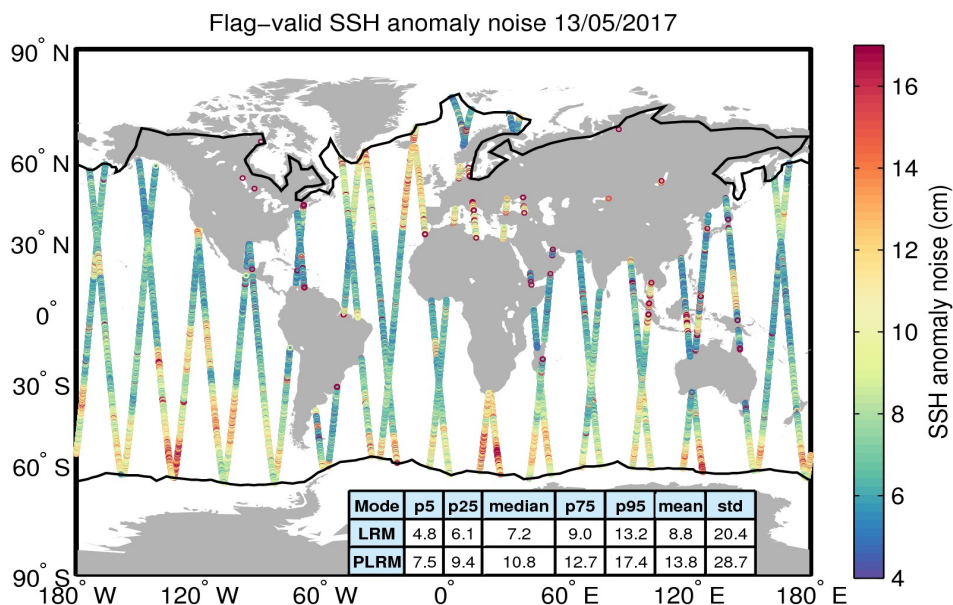 Flag−valid SSH anomaly noise 13/05/2017
90° N
60° N
30° N
0°
30° S
60° S
90° S
180° W 120° W 60° W 0° 60° E 120° E 180° E
Mode p5 p25 median p75 p95 mean std
LRM 4.8 6.1 7.2 9.0 13.2 8.8 20.4
PLRM 7.5 9.4 10.8 12.7 17.4 13.8 28.7
16
14
12
10
8
6
4
SSH anomaly noise (cm)